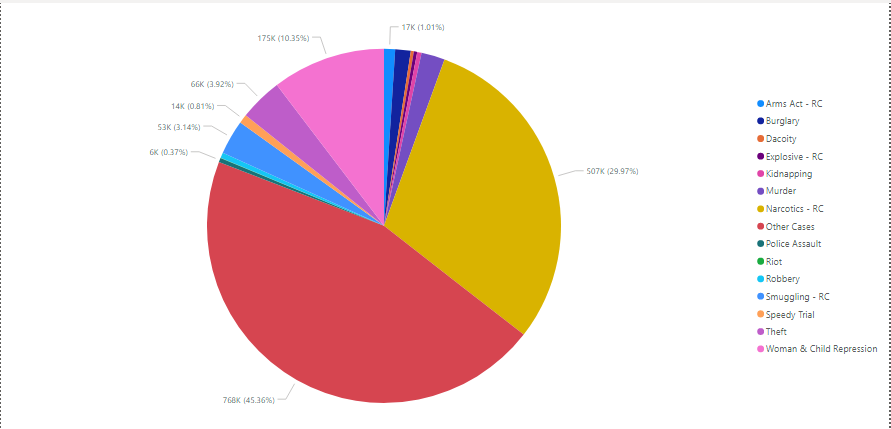 17K (1.01%)
175K (10.35%)
66K (3.92%)
14K (0.81%)
53K (3.14%)
6K (0.37%)
507K (29.97%)
768K (45.36%)
Arms Act - RC
Burglary
Dacoity
Explosive - RC
Kidnapping
Murder
Narcotics - RC
Other Cases
Police Assault
Riot
Robbery
Smuggling - RC
Speedy Trial
Theft
Woman & Child Repression